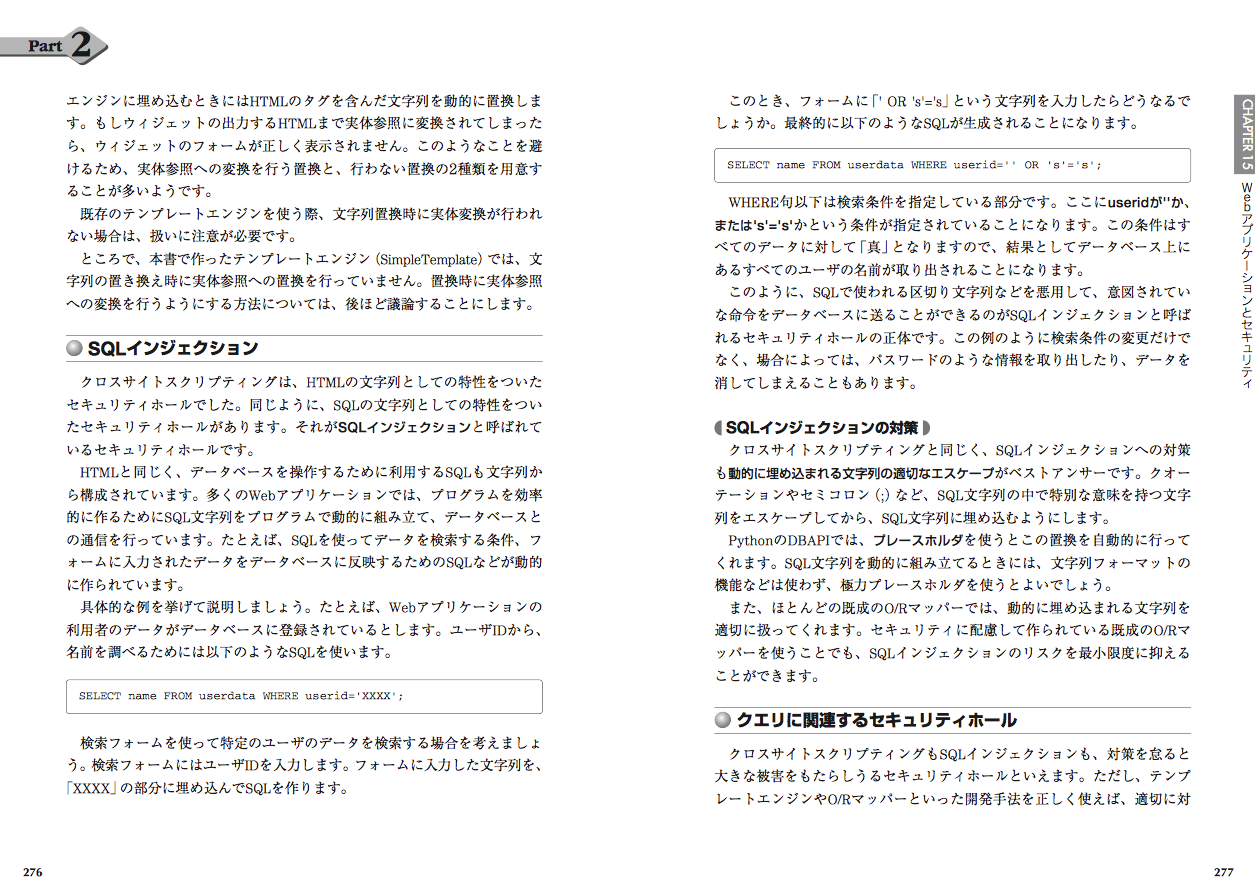 Part 2
エンジンに埋め込むときにはHTMLのタグを含んだ文字列を動的に置換しま
す。もしウィジェットの出力するHTMLまで実体参照に変換されてしまった
ら、ウィジェットのフォームが正しく表示されません。このようなことを避
けるため、実体参照への変換を行う置換と、行わない置換の2種類を用意す
ることが多いようです。
既存のテンプレートエンジンを使う際、文字列置換時に実体変換が行われ
ない場合は、扱いに注意が必要です。
ところで、本書で作ったテンプレートエンジン（SimpleTemplate）では、文
字列の置き換え時に実体参照への置換を行っていません。置換時に実体参照
への変換を行うようにする方法については、後ほど議論することにします。
SQLインジェクション
クロスサイトスクリプティングは、HTMLの文字列としての特性をついた
セキュリティホールでした。同じように、SQLの文字列としての特性をつい
たセキュリティホールがあります。それがSQLインジェクションと呼ばれて
いるセキュリティホールです。
HTMLと同じく、データベースを操作するために利用するSQLも文字列か
ら構成されています。多くのWebアプリケーションでは、プログラムを効率
的に作るためにSQL文字列をプログラムで動的に組み立て、データベースと
の通信を行っています。たとえば、SQLを使ってデータを検索する条件、フ
ォームに入力されたデータをデータベースに反映するためのSQLなどが動的
に作られています。
具体的な例を挙げて説明しましょう。たとえば、Webアプリケーションの
利用者のデータがデータベースに登録されているとします。ユーザIDから、
名前を調べるためには以下のようなSQLを使います。
SELECT name FROM userdata WHERE userid='XXXX';
検索フォームを使って特定のユーザのデータを検索する場合を考えましょ
う。検索フォームにはユーザIDを入力します。フォームに入力した文字列を、
「XXXX」の部分に埋め込んでSQLを作ります。
276
このとき、フォームに「' OR 's'='s」という文字列を入力したらどうなるで
しょうか。最終的に以下のようなSQLが生成されることになります。
SELECT name FROM userdata WHERE userid='' OR 's'='s';
WHERE句以下は検索条件を指定している部分です。ここにuseridが''か、
または's'='s'かという条件が指定されていることになります。この条件はす
べてのデータに対して「真」となりますので、結果としてデータベース上に
あるすべてのユーザの名前が取り出されることになります。
このように、SQLで使われる区切り文字列などを悪用して、意図されてい
な命令をデータベースに送ることができるのがSQLインジェクションと呼ば
れるセキュリティホールの正体です。この例のように検索条件の変更だけで
なく、場合によっては、パスワードのような情報を取り出したり、データを
消してしまえることもあります。
SQLインジェクションの対策
クロスサイトスクリプティングと同じく、SQLインジェクションへの対策
も動的に埋め込まれる文字列の適切なエスケープがベストアンサーです。クオー
テーションやセミコロン（;）など、SQL文字列の中で特別な意味を持つ文字
列をエスケープしてから、SQL文字列に埋め込むようにします。
PythonのDBAPIでは、プレースホルダを使うとこの置換を自動的に行って
くれます。SQL文字列を動的に組み立てるときには、文字列フォーマットの
機能などは使わず、極力プレースホルダを使うとよいでしょう。
また、ほとんどの既成のO/Rマッパーでは、動的に埋め込まれる文字列を
適切に扱ってくれます。セキュリティに配慮して作られている既成のO/Rマ
ッパーを使うことでも、SQLインジェクションのリスクを最小限度に抑える
ことができます。
クエリに関連するセキュリティホール
クロスサイトスクリプティングもSQLインジェクションも、対策を怠ると
大きな被害をもたらしうるセキュリティホールといえます。ただし、テンプ
レートエンジンやO/Rマッパーといった開発手法を正しく使えば、適切に対
CHAPTER 15
Webアプリケーションとセキュリティ
277